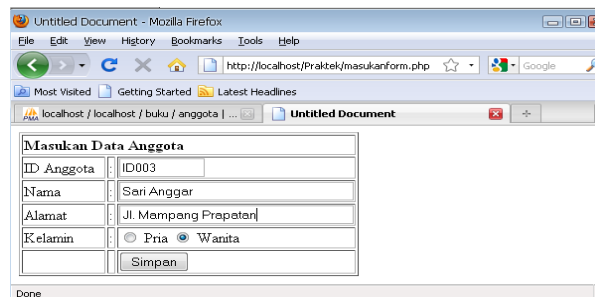 Untitled Document - Mozilla Firefox
File Edit View History Bookmarks Tools Help
http://localhost/Praktek/masukanform.php Google
Most Visited Getting Started Latest Headlines
PMA localhost / localhost / buku / anggota | ... Untitled Document
Masukan Data Anggota
ID Anggota : ID003
Nama : Sari Anggar
Alamat : Jl. Mampang Prapatan
Kelamin : Pria Wanita
Simpan
Done